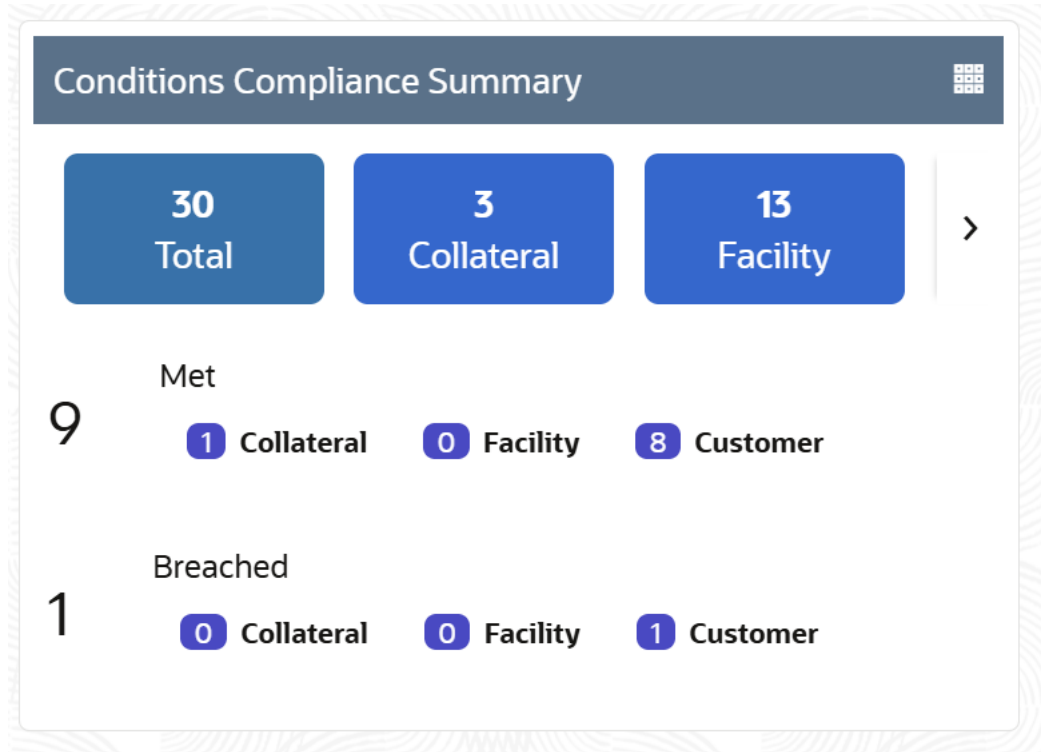 Conditions Compliance Summary
30 3 13
Total Collateral Facility
Met
9
1 Collateral 0 Facility 8 Customer
Breached
1
0 Collateral 0 Facility 1 Customer